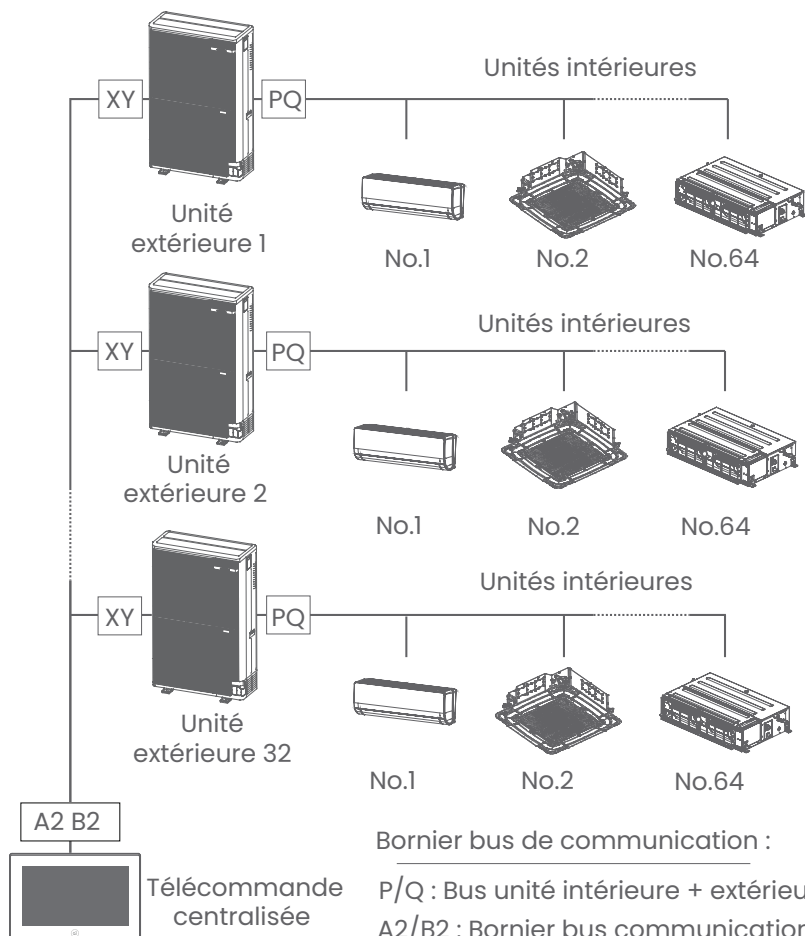 Unités intérieures
XY
PQ
Unité
extérieure 1
No.1
No.2
No.64
Unités intérieures
XY
PQ
Unité
extérieure 2
No.1
No.2
No.64
Unités intérieures
XY
PQ
Unité
extérieure 32
No.1
No.2
No.64
A2 B2
Télécommande
centralisée
Bornier bus de communication :
P/Q : Bus unité intérieure + extérieu
A2/B2 : Bornier bus communication